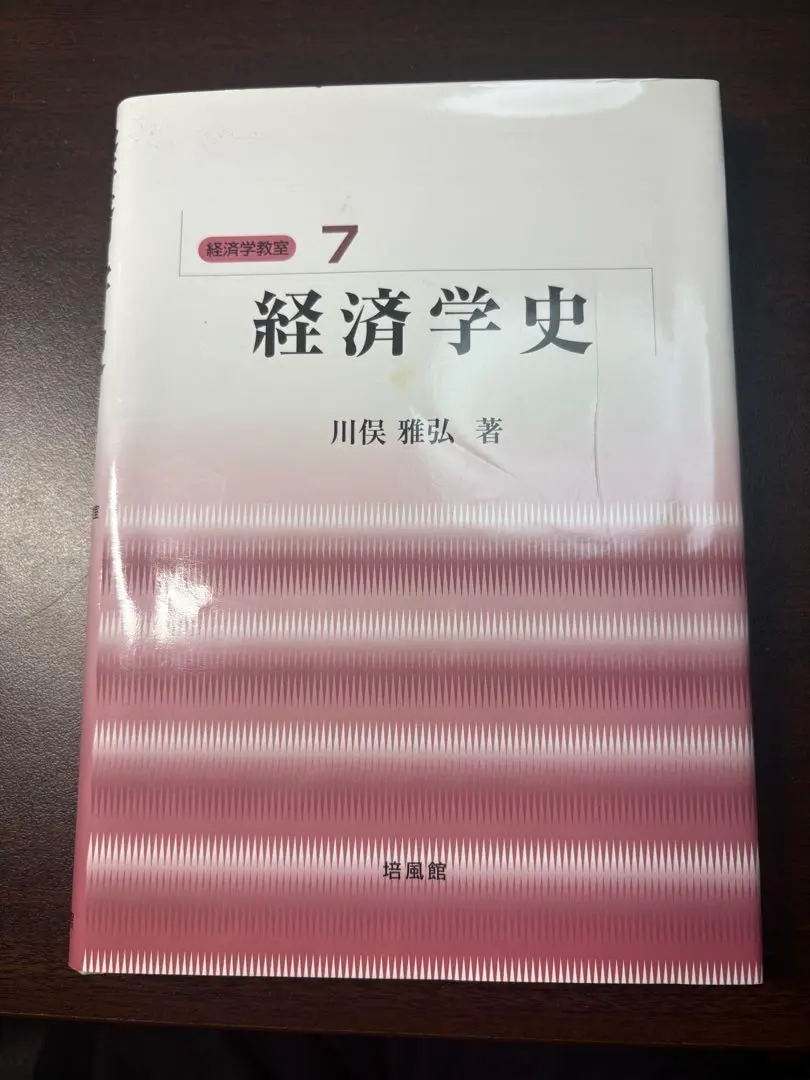 経済学教室 7
経済学史
川俣 雅弘 著
培風館